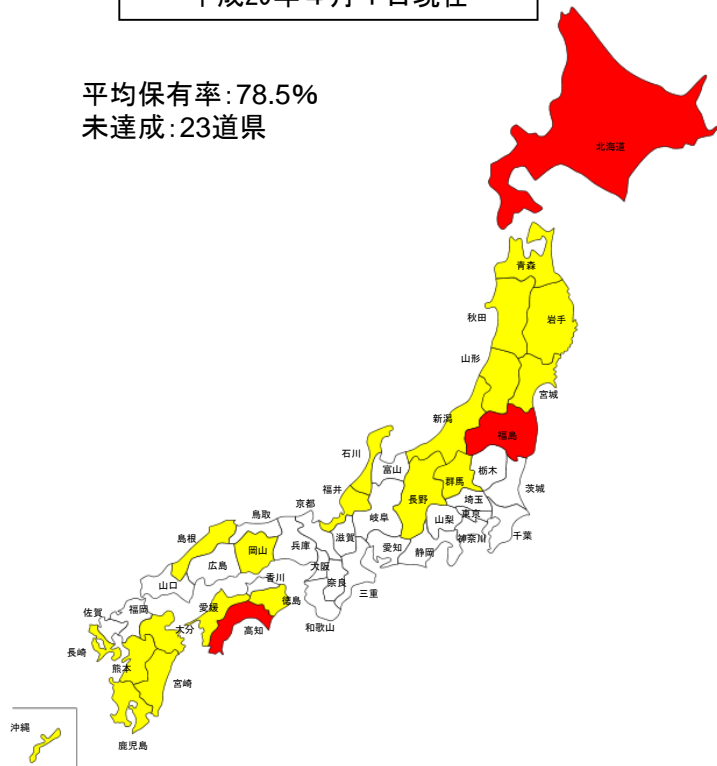 平均保有率：78.5%
未達成：23道県
北海道
青森
秋田
岩手
山形
宮城
新潟
福島
石川
富山
栃木
群馬
茨城
福井
長野
埼玉
京都
岐阜
東京
鳥取
山梨
千葉
島根
滋賀
神奈川
兵庫
愛知
静岡
岡山
広島
大阪
香川
奈良
山口
三重
佐賀
福岡
愛媛
徳島
和歌山
大分
高知
長崎
熊本
宮崎
沖縄
鹿児島